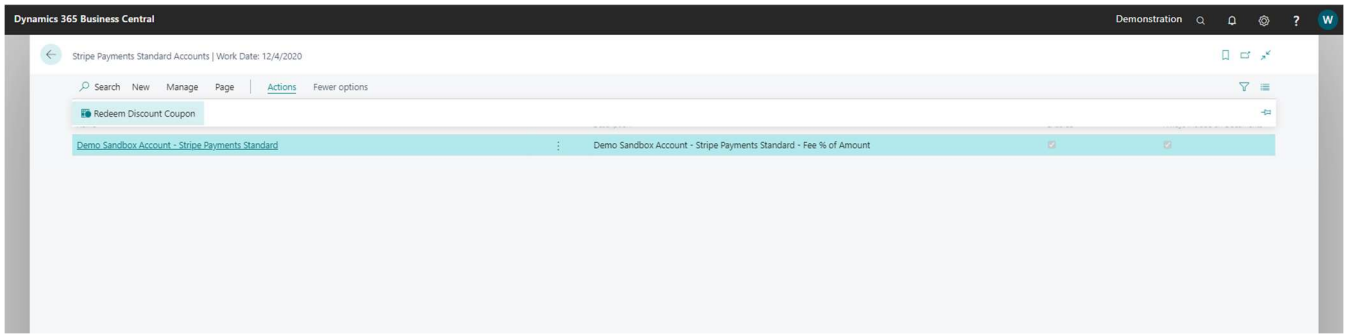 Dynamics 365 Business Central
Demonstration
?
W
Stripe Payments Standard Accounts | Work Date: 12/4/2020
Search New Manage Page Actions Fewer options
Redeem Discount Coupon
Demo Sandbox Account - Stripe Payments Standard
Demo Sandbox Account - Stripe Payments Standard - Fee % of Amount